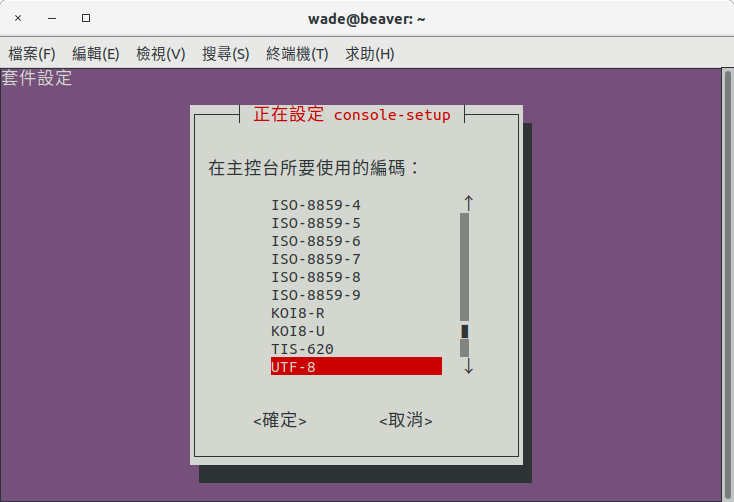 wade@beaver: ~
檔案(F) 編輯(E) 檢視(V) 搜尋(S) 終端機(T) 求助(H)
套件設定
正在設定 console-setup
在主控台所要使用的編碼：
ISO-8859-4
ISO-8859-5
ISO-8859-6
ISO-8859-7
ISO-8859-8
ISO-8859-9
KOI8-R
KOI8-U
TIS-620
UTF-8
<確定> <取消>